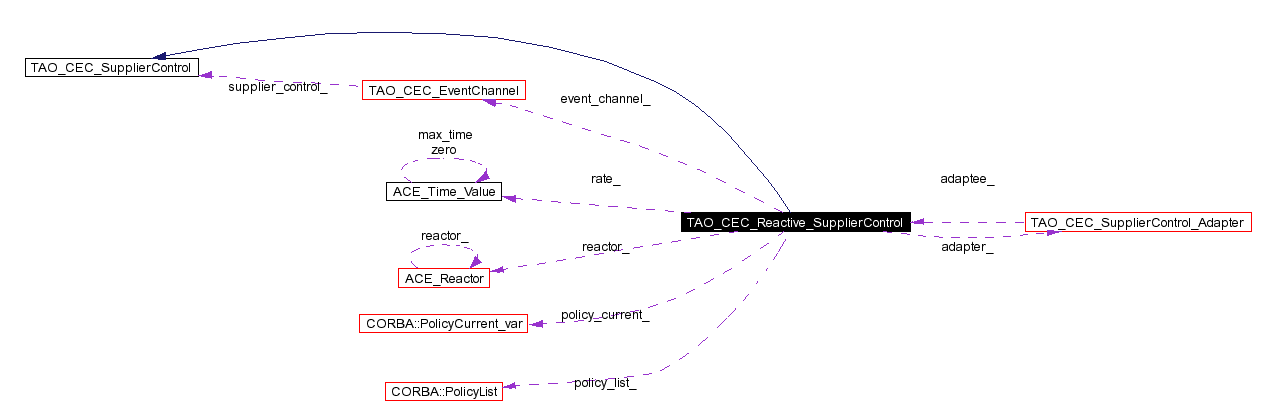 TAO_CEC_SupplierControl
supplier_control_
TAO_CEC_EventChannel
event_channel_
max_time
zero
ACE_Time_Value
rate_
adaptee_
TAO_CEC_Reactive_SupplierControl
TAO_CEC_SupplierControl_Adapter
reactor_
reactor_
adapter_
ACE_Reactor
policy_current_
CORBA::PolicyCurrent_var
policy_list_
CORBA::PolicyList